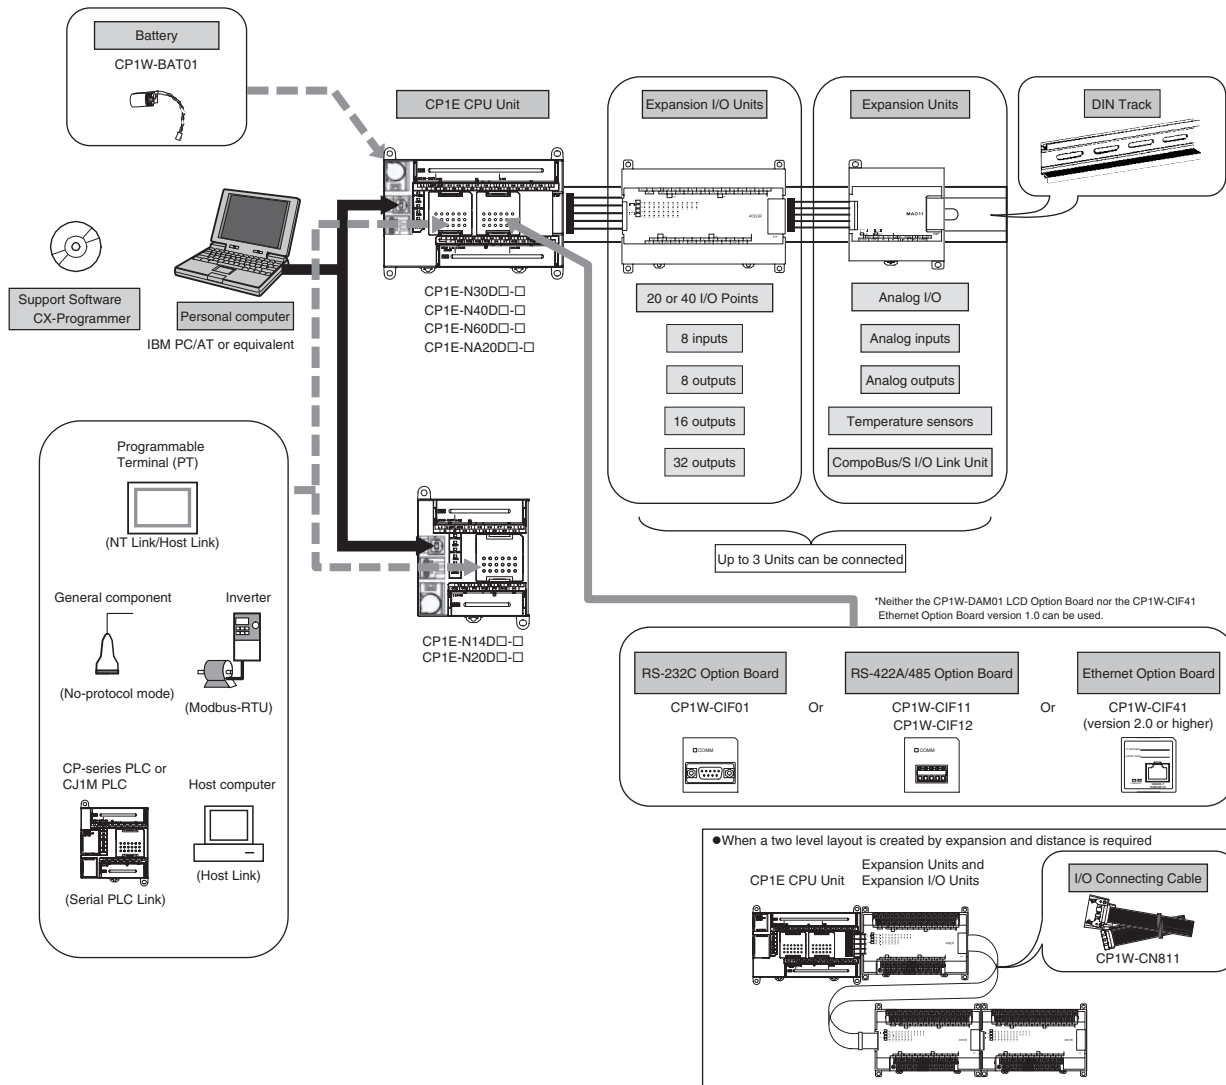 Battery
CP1W-BAT01
CP1E CPU Unit
Expansion I/O Units
Expansion Units
DIN Track
MAD11
Support Software
CX-Programmer
Personal computer
IBM PC/AT or equivalent
CP1E-N30D□-□
CP1E-N40D□-□
CP1E-N60D□-□
CP1E-NA20D□-□
20 or 40 I/O Points
8 inputs
8 outputs
16 outputs
32 outputs
Analog I/O
Analog inputs
Analog outputs
Temperature sensors
CompoBus/S I/O Link Unit
Up to 3 Units can be connected
Programmable
Terminal (PT)
(NT Link/Host Link)
General component
(No-protocol mode)
Inverter
(Modbus-RTU)
CP-series PLC or
CJ1M PLC
(Serial PLC Link)
Host computer
(Host Link)
CP1E-N14D□-□
CP1E-N20D□-□
*Neither the CP1W-DAM01 LCD Option Board nor the CP1W-CIF41
Ethernet Option Board version 1.0 can be used.
RS-232C Option Board
CP1W-CIF01
COMM
Or
RS-422A/485 Option Board
CP1W-CIF11
CP1W-CIF12
COMM
Or
Ethernet Option Board
CP1W-CIF41
(version 2.0 or higher)
●When a two level layout is created by expansion and distance is required
CP1E CPU Unit
Expansion Units and
Expansion I/O Units
I/O Connecting Cable
CP1W-CN811